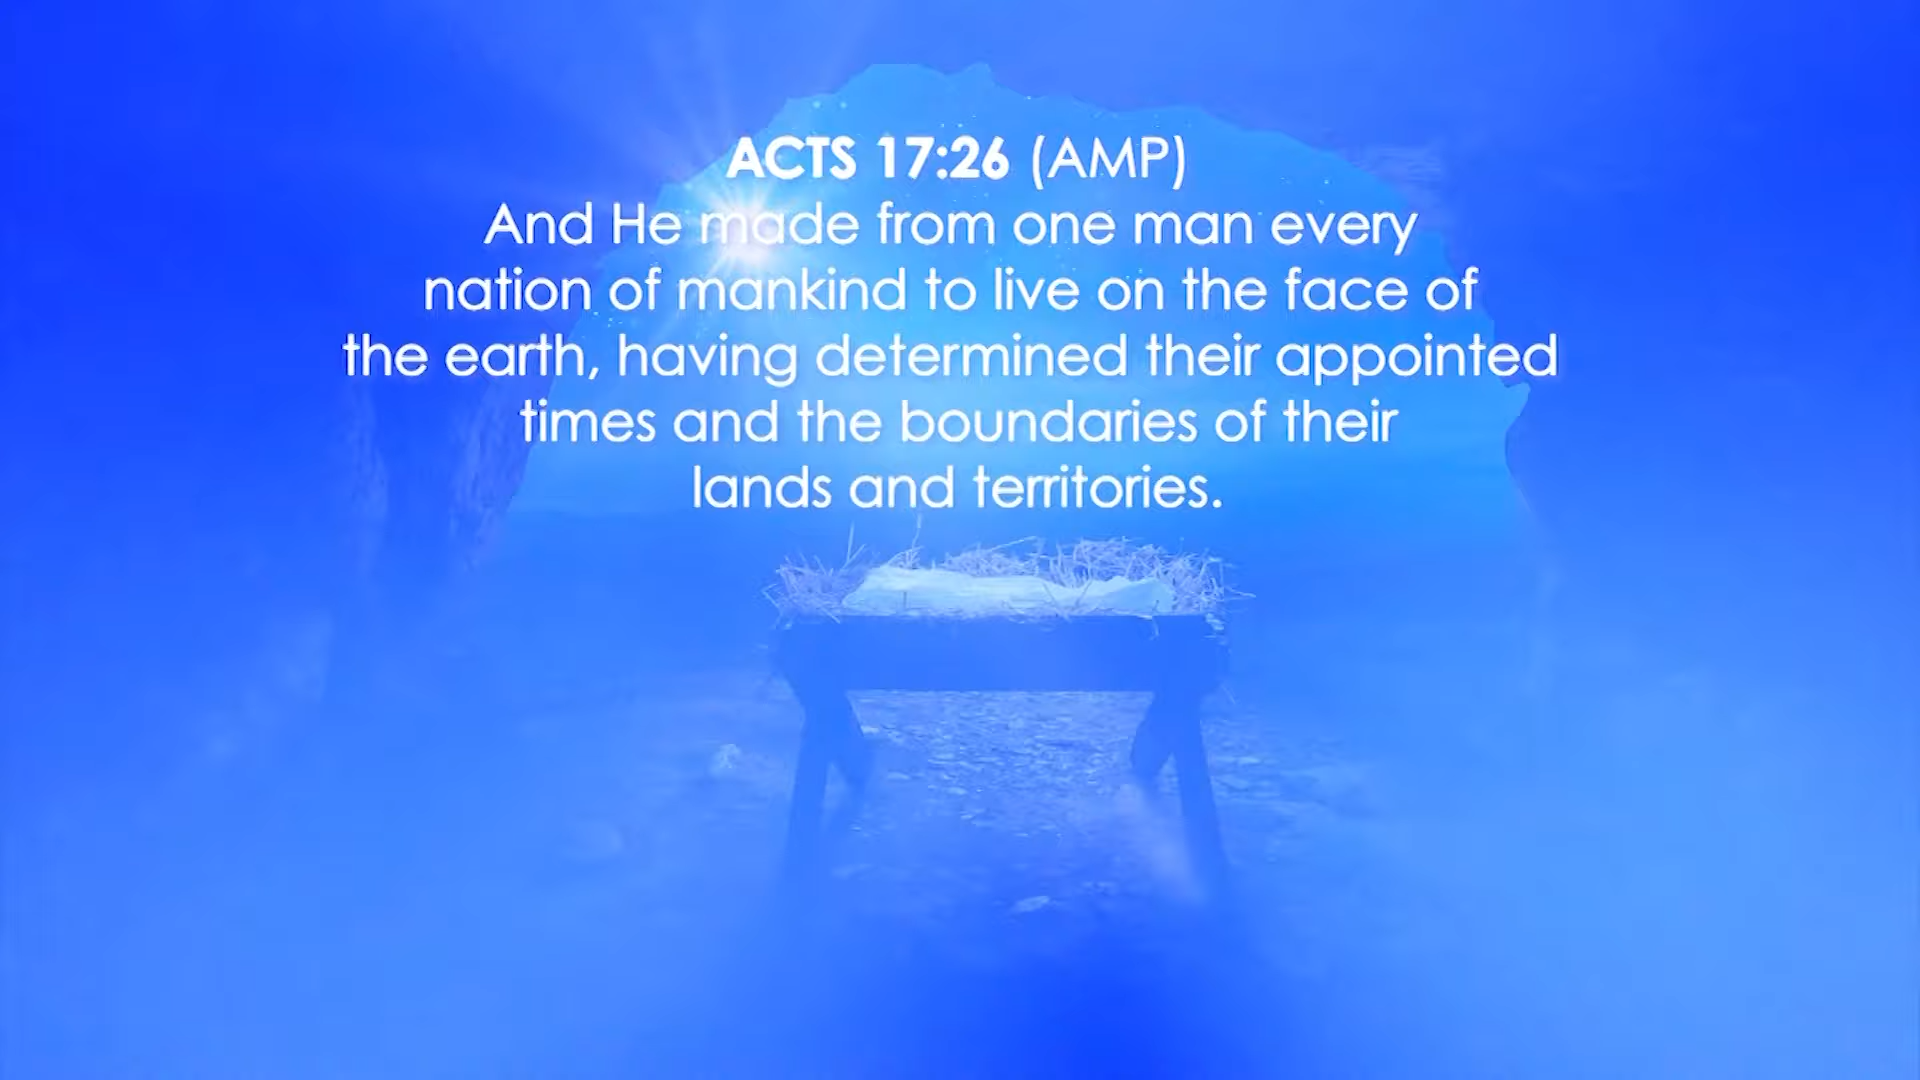 ACTS 17:26 (AMP)
And He made from one man every
nation of mankind to live on the face of
the earth, having determined their appointed
times and the boundaries of their
lands and territories.